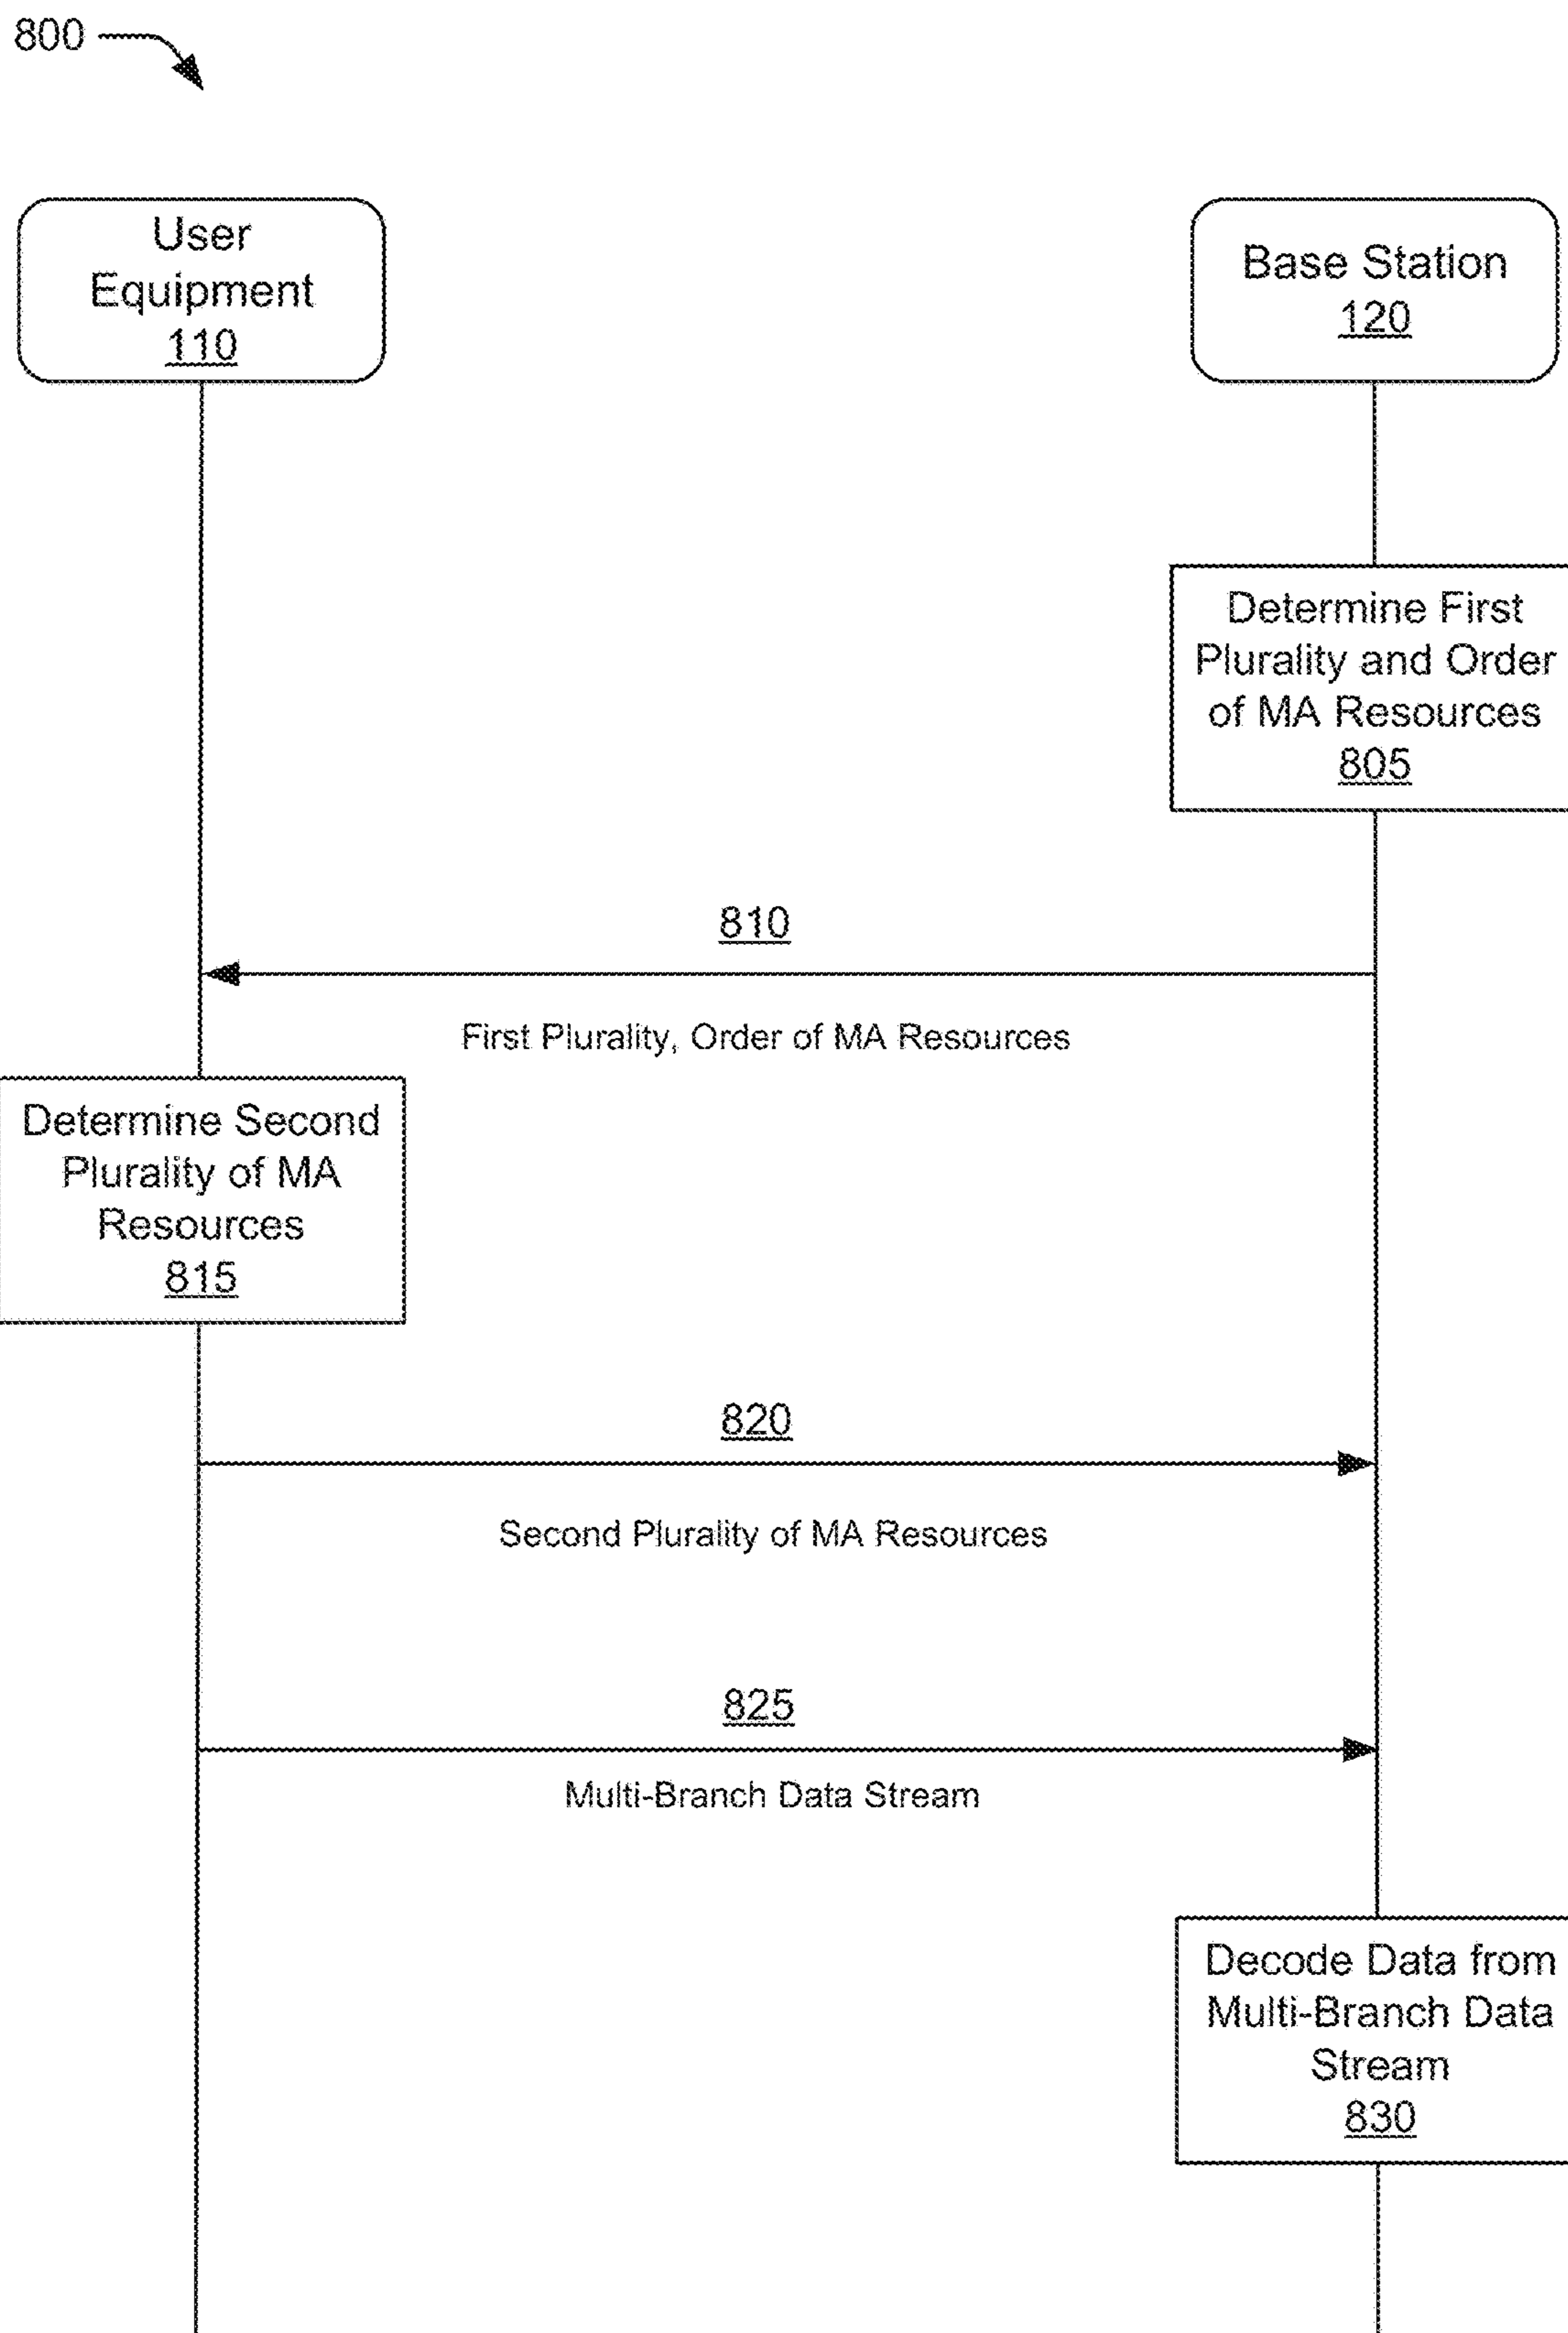 800
User
Equipment
110
Base Station
120
Determine First
Plurality and Order
of MA Resources
805
810
First Plurality, Order of MA Resources
Determine Second
Plurality of MA
Resources
815
820
Second Plurality of MA Resources
825
Multi-Branch Data Stream
Decode Data from
Multi-Branch Data
Stream
830